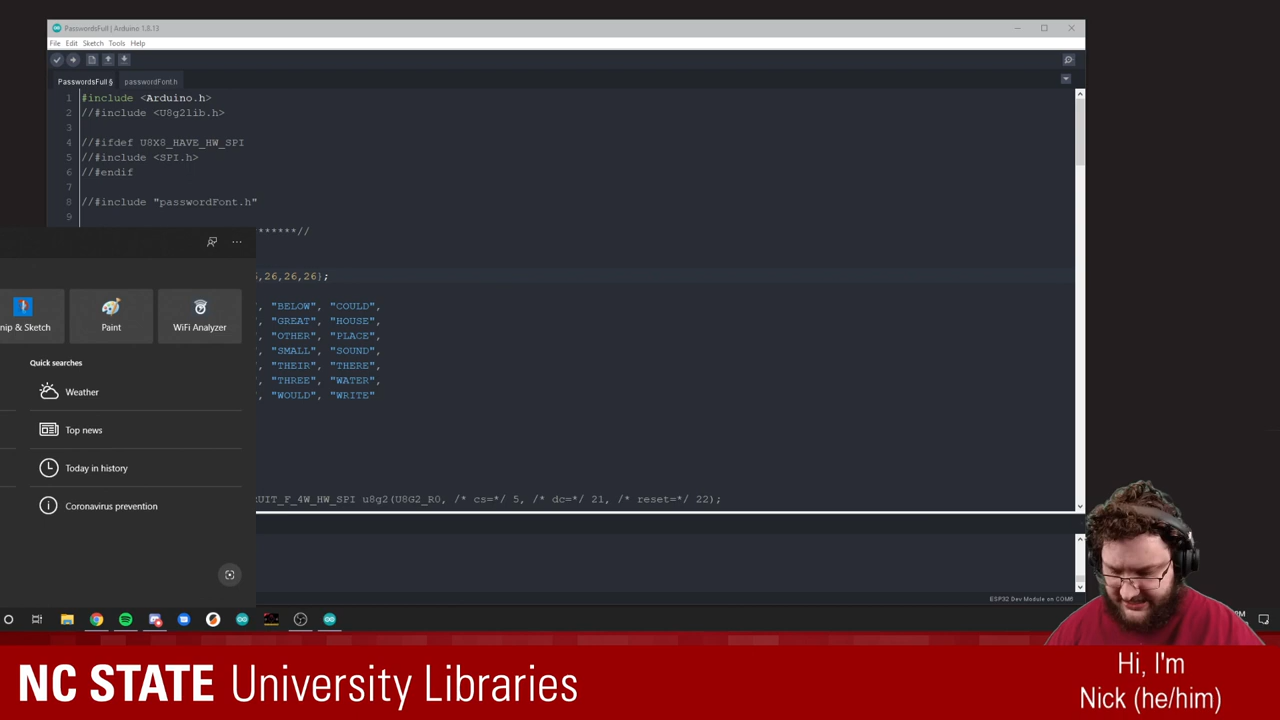 PasswordsFull | Arduino 1.8.13
File Edit Sketch Tools Help
PasswordsFull § passwordFont.h
1 #include <Arduino.h>
2 //#include <U8g2lib.h>
3
4 //#ifdef U8X8_HAVE_HW_SPI
5 //#include <SPI.h>
6 //#endif
7
8 //#include "passwordFont.h"
9
******//
,26,26,26};
, "BELOW", "COULD",
, "GREAT", "HOUSE",
, "OTHER", "PLACE",
, "SMALL", "SOUND",
, "THEIR", "THERE",
, "THREE", "WATER",
, "WOULD", "WRITE"
RUIT_F_4W_HW_SPI u8g2(U8G2_R0, /* cs=*/ 5, /* dc=*/ 21, /* reset=*/ 22);
nip & Sketch Paint WiFi Analyzer
Quick searches
Weather
Top news
Today in history
Coronavirus prevention
ESP32 Dev Module on COM6
NC STATE University Libraries
Hi, I'm
Nick (he/him)